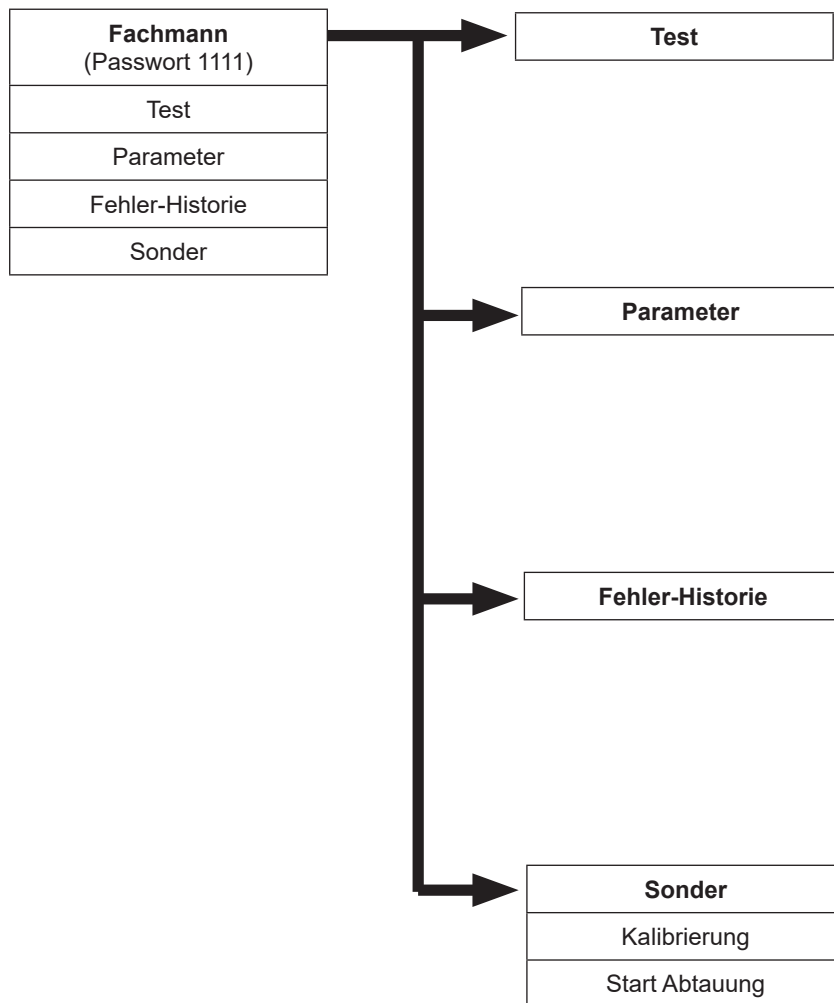 Fachmann
(Passwort 1111)
Test
Parameter
Fehler-Historie
Sonder
Test
Parameter
Fehler-Historie
Sonder
Kalibrierung
Start Abtauung